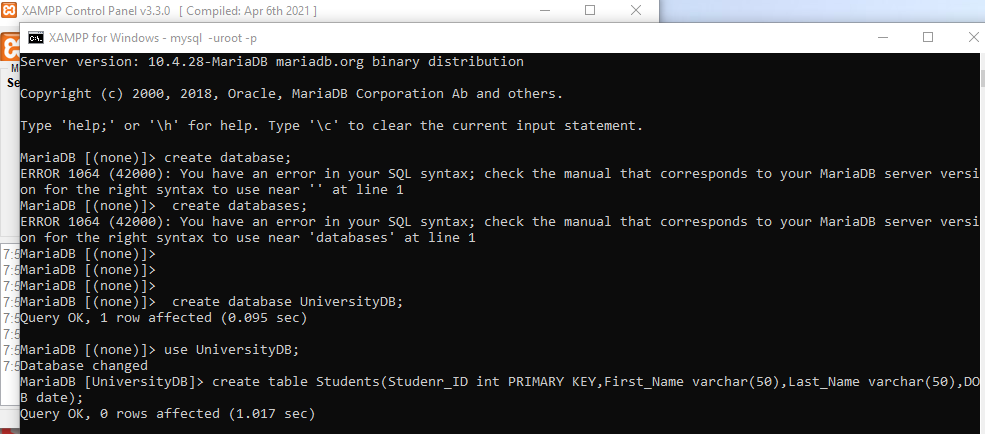 XAMPP Control Panel v3.3.0 [ Compiled: Apr 6th 2021 ]
XAMPP for Windows - mysql -uroot -p
Server version: 10.4.28-MariaDB mariadb.org binary distribution
Copyright (c) 2000, 2018, Oracle, MariaDB Corporation Ab and others.
Type 'help;' or '\h' for help. Type '\c' to clear the current input statement.
MariaDB [(none)]> create database;
ERROR 1064 (42000): You have an error in your SQL syntax; check the manual that corresponds to your MariaDB server versi
on for the right syntax to use near '' at line 1
MariaDB [(none)]>  create databases;
ERROR 1064 (42000): You have an error in your SQL syntax; check the manual that corresponds to your MariaDB server versi
on for the right syntax to use near 'databases' at line 1
MariaDB [(none)]>
MariaDB [(none)]>
MariaDB [(none)]>
MariaDB [(none)]>  create database UniversityDB;
Query OK, 1 row affected (0.095 sec)
MariaDB [(none)]> use UniversityDB;
Database changed
MariaDB [UniversityDB]> create table Students(Studenr_ID int PRIMARY KEY,First_Name varchar(50),Last_Name varchar(50),DO
B date);
Query OK, 0 rows affected (1.017 sec)